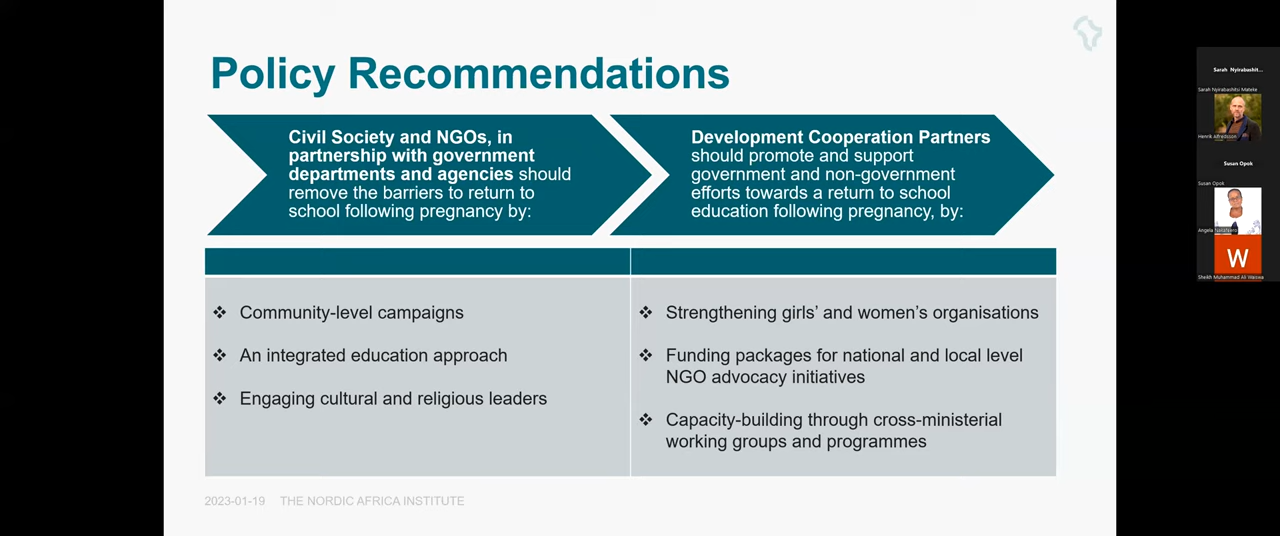 Policy Recommendations
Civil Society and NGOs, in
partnership with government
departments and agencies should
remove the barriers to return to
school following pregnancy by:
Development Cooperation Partners
should promote and support
government and non-government
efforts towards a return to school
education following pregnancy, by:
❖ Community-level campaigns
❖ An integrated education approach
❖ Engaging cultural and religious leaders
❖ Strengthening girls’ and women’s organisations
❖ Funding packages for national and local level
NGO advocacy initiatives
❖ Capacity-building through cross-ministerial
working groups and programmes
2023-01-19 THE NORDIC AFRICA INSTITUTE
Sarah Nyirabashit...
Sarah Nyirabashitsi Mateke
Henrik Alfredsson
Susan Opok
Susan Opok
Angela
W
Sheikh Muhammad Ali Weiswa